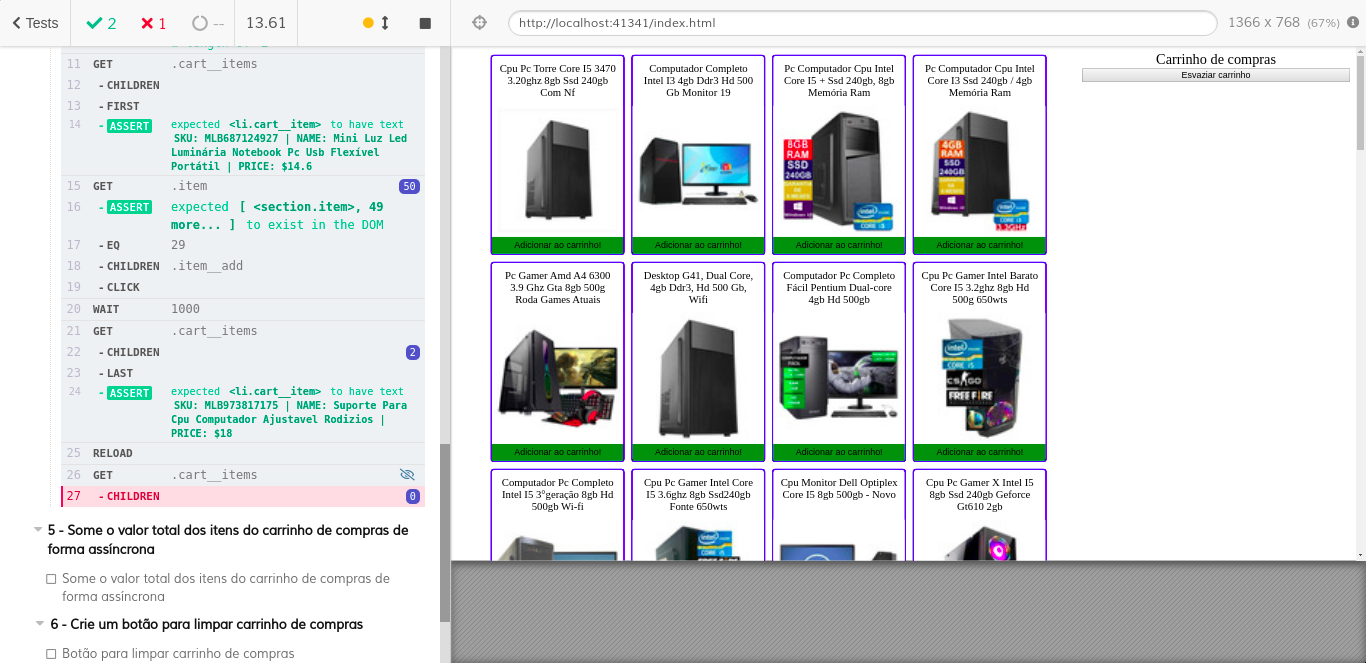 Tests
2
1
--
13.61
http://localhost:41341/index.html
1366 x 768 (67%)
11 GET .cart__items
12 - CHILDREN
13 - FIRST
14 - ASSERT expected <li.cart__item> to have text
SKU: MLB687124927 | NAME: Mini Luz Led
Luminária Notebook Pc Usb Flexível
Portátil | PRICE: $14.6
15 GET .item 50
16 - ASSERT expected [ <section.item>, 49
more... ] to exist in the DOM
17 - EQ 29
18 - CHILDREN .item__add
19 - CLICK
20 WAIT 1000
21 GET .cart__items
22 - CHILDREN 2
23 - LAST
24 - ASSERT expected <li.cart__item> to have text
SKU: MLB973817175 | NAME: Suporte Para
Cpu Computador Ajustavel Rodizios |
PRICE: $18
25 RELOAD
26 GET .cart__items
27 - CHILDREN 0
5 - Some o valor total dos itens do carrinho de compras de
forma assíncrona
Some o valor total dos itens do carrinho de compras de
forma assíncrona
6 - Crie um botão para limpar carrinho de compras
Botão para limpar carrinho de compras
Cpu Pc Torre Core I5 3470
3.20ghz 8gb Ssd 240gb
Com Nf
Adicionar ao carrinho!
Computador Completo
Intel I3 4gb Ddr3 Hd 500
Gb Monitor 19
Adicionar ao carrinho!
Pc Computador Cpu Intel
Core I5 + Ssd 240gb, 8gb
Memória Ram
8GB
RAM
SSD
240GB
Adicionar ao carrinho!
Pc Computador Cpu Intel
Core I3 Ssd 240gb / 4gb
Memória Ram
4GB
RAM
SSD
240GB
Adicionar ao carrinho!
Carrinho de compras
Esvaziar carrinho
Pc Gamer Amd A4 6300
3.9 Ghz Gta 8gb 500g
Roda Games Atuais
Adicionar ao carrinho!
Desktop G41, Dual Core,
4gb Ddr3, Hd 500 Gb,
Wifi
Adicionar ao carrinho!
Computador Pc Completo
Fácil Pentium Dual-core
4gb Hd 500gb
Adicionar ao carrinho!
Cpu Pc Gamer Intel Barato
Core I5 3.2ghz 8gb Hd
500g 650wts
intel
CORE i5
CS:GO
FREE FIRE
Adicionar ao carrinho!
Computador Pc Completo
Intel I5 3°geração 8gb Hd
500gb Wi-fi
Cpu Pc Gamer Intel Core
I5 3.6ghz 8gb Ssd240gb
Fonte 650wts
Cpu Monitor Dell Optiplex
Core I5 8gb 500gb - Novo
Cpu Pc Gamer X Intel I5
8gb Ssd 240gb Geforce
Gt610 2gb